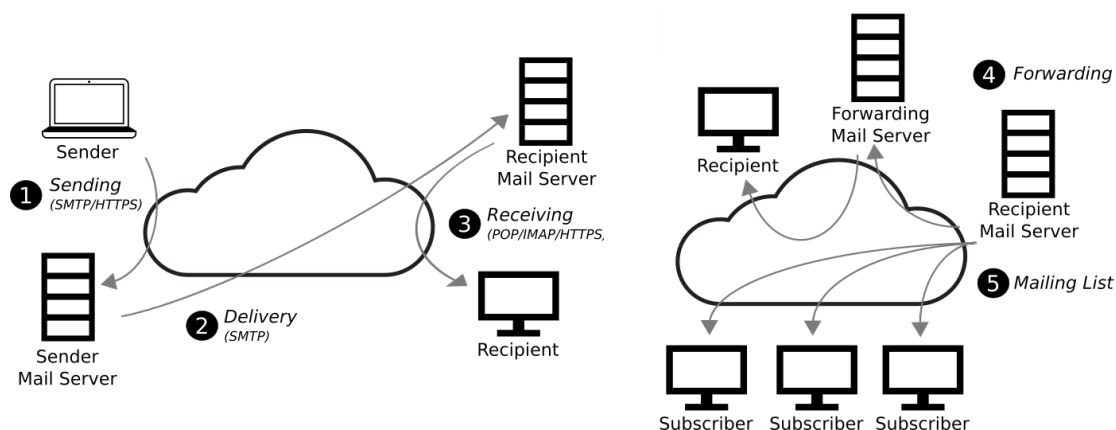 Sender
1 Sending
(SMTP/HTTPS)
Sender
Mail Server
2 Delivery
(SMTP)
Recipient
Mail Server
3 Receiving
(POP/IMAP/HTTPS)
Recipient
Recipient
Forwarding
Mail Server
4 Forwarding
Recipient
Mail Server
5 Mailing List
Subscriber
Subscriber
Subscriber